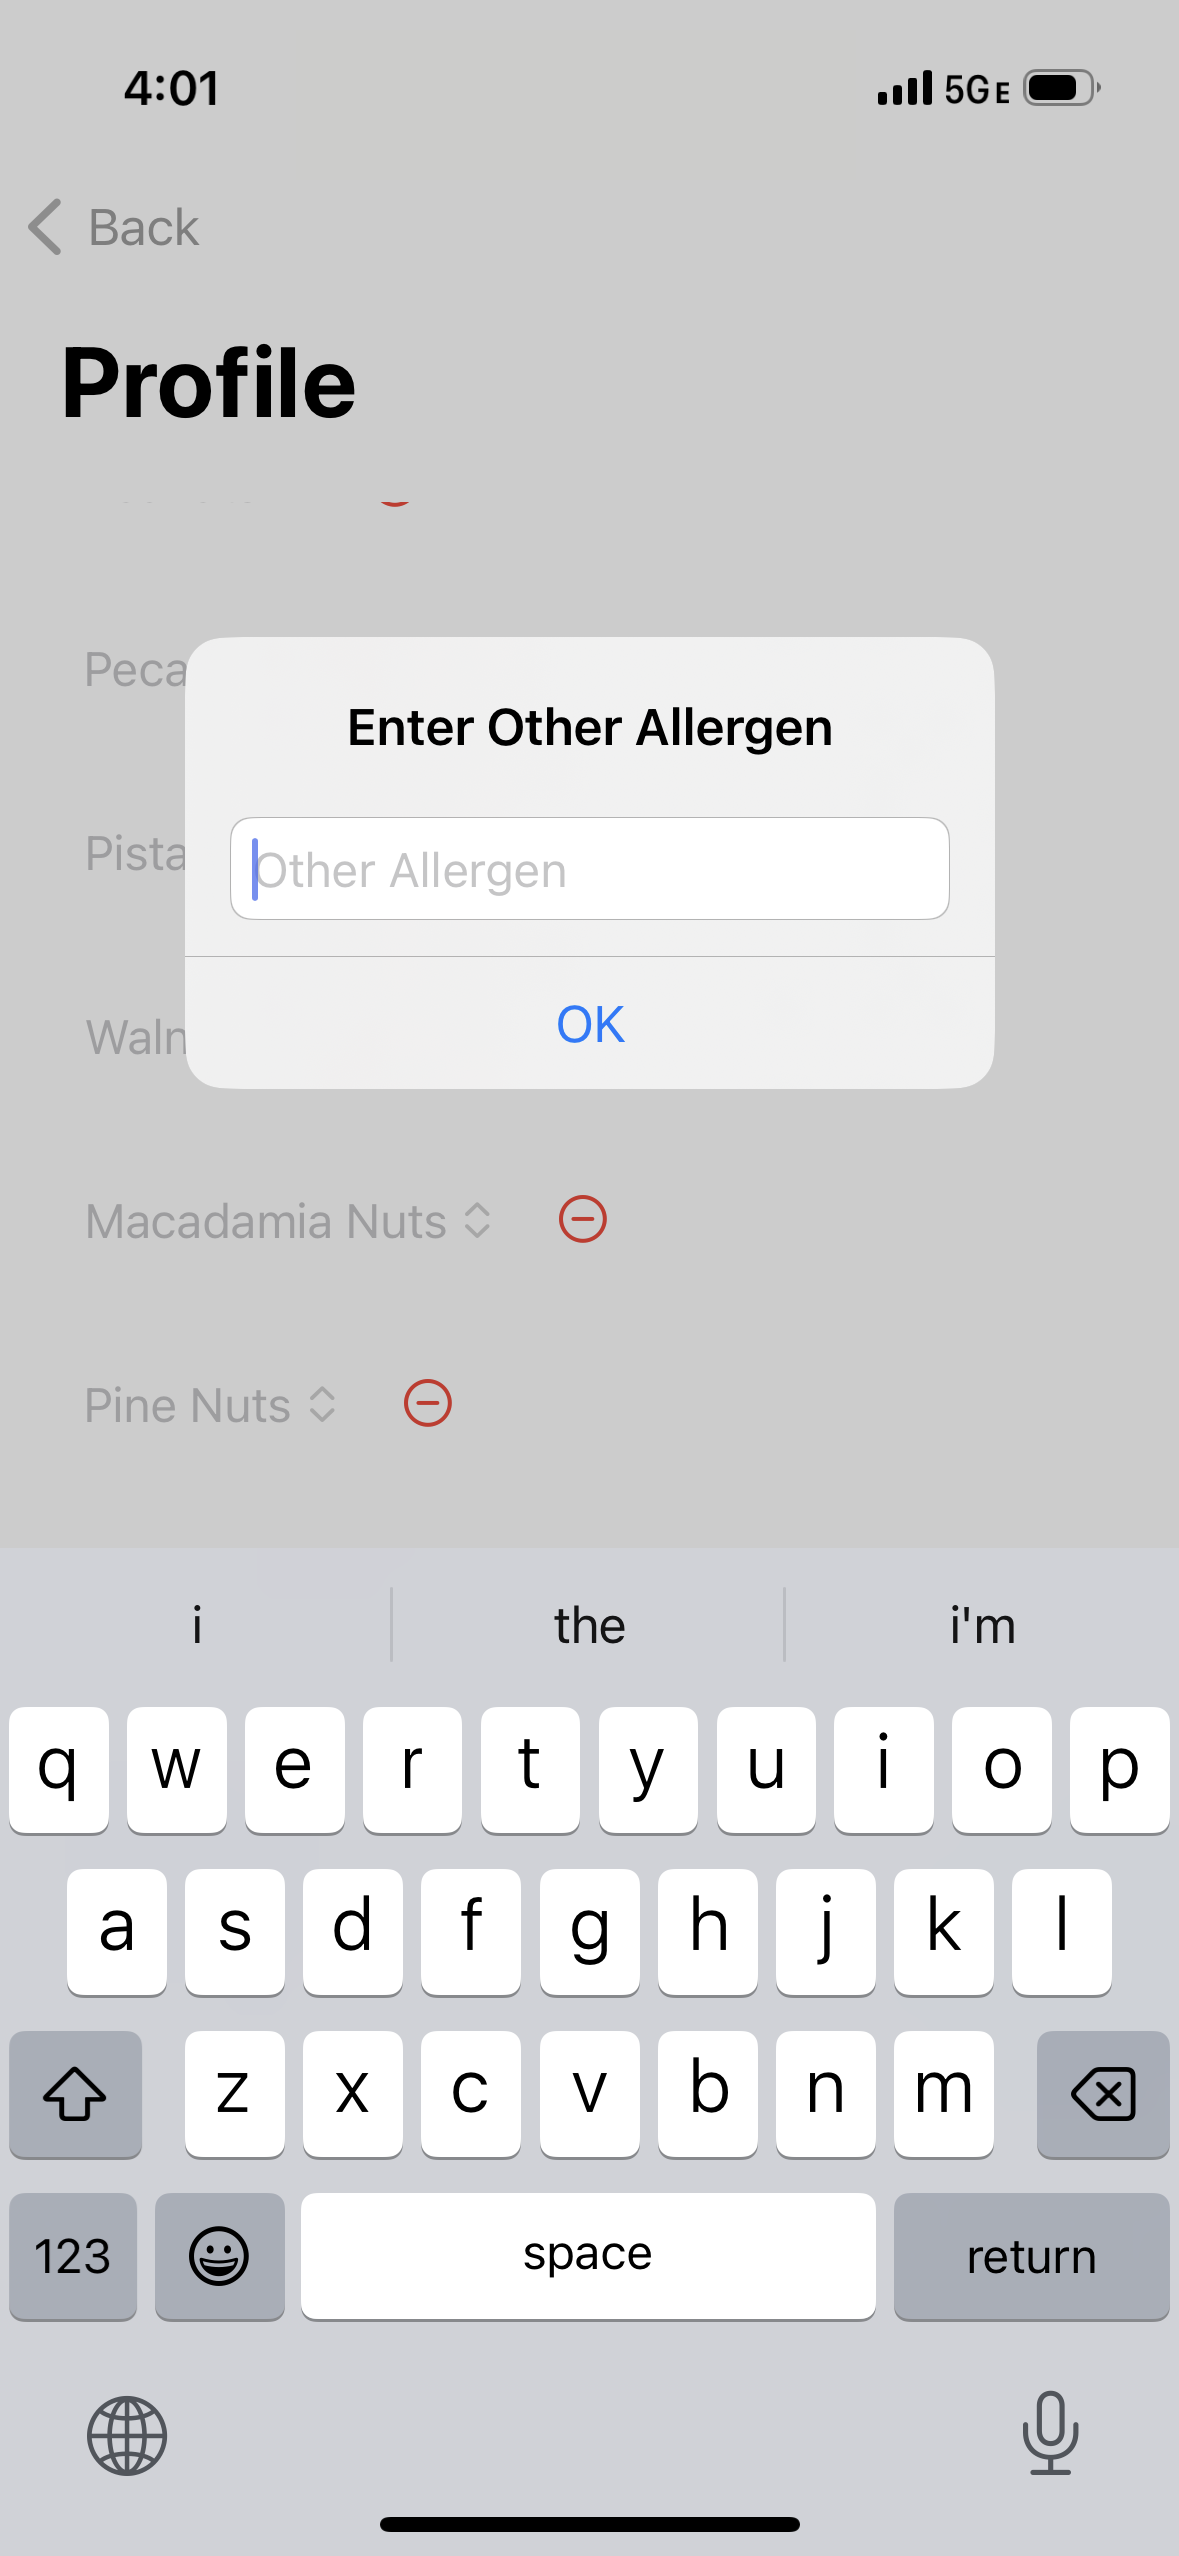 4:01
5G E
Back
Profile
Peca
Enter Other Allergen
Other Allergen
Pista
OK
Waln
Macadamia Nuts
Pine Nuts
i the i'm
q w e r t y u i o p
a s d f g h j k l
z x c v b n m
123 space return